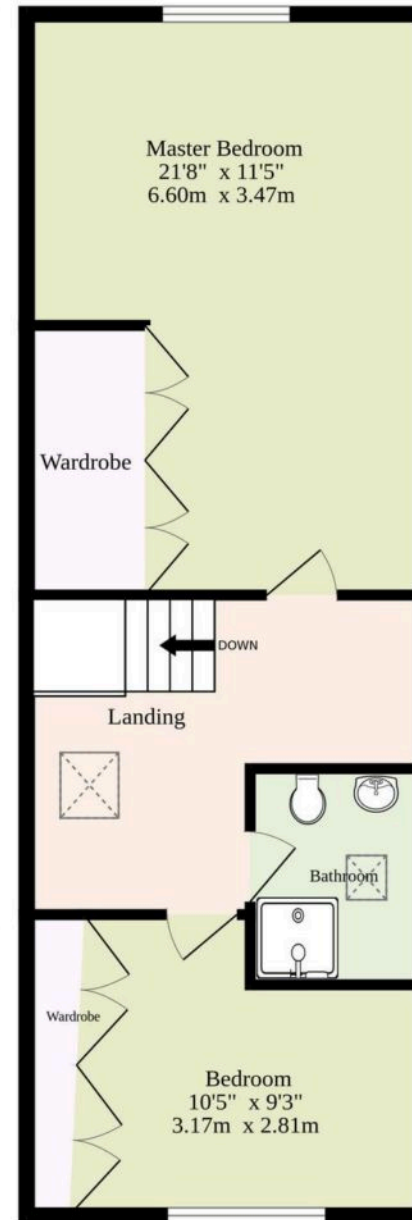 Master Bedroom
21'8" x 11'5"
6.60m x 3.47m
Wardrobe
DOWN
Landing
Bathroom
Wardrobe
Bedroom
10'5" x 9'3"
3.17m x 2.81m